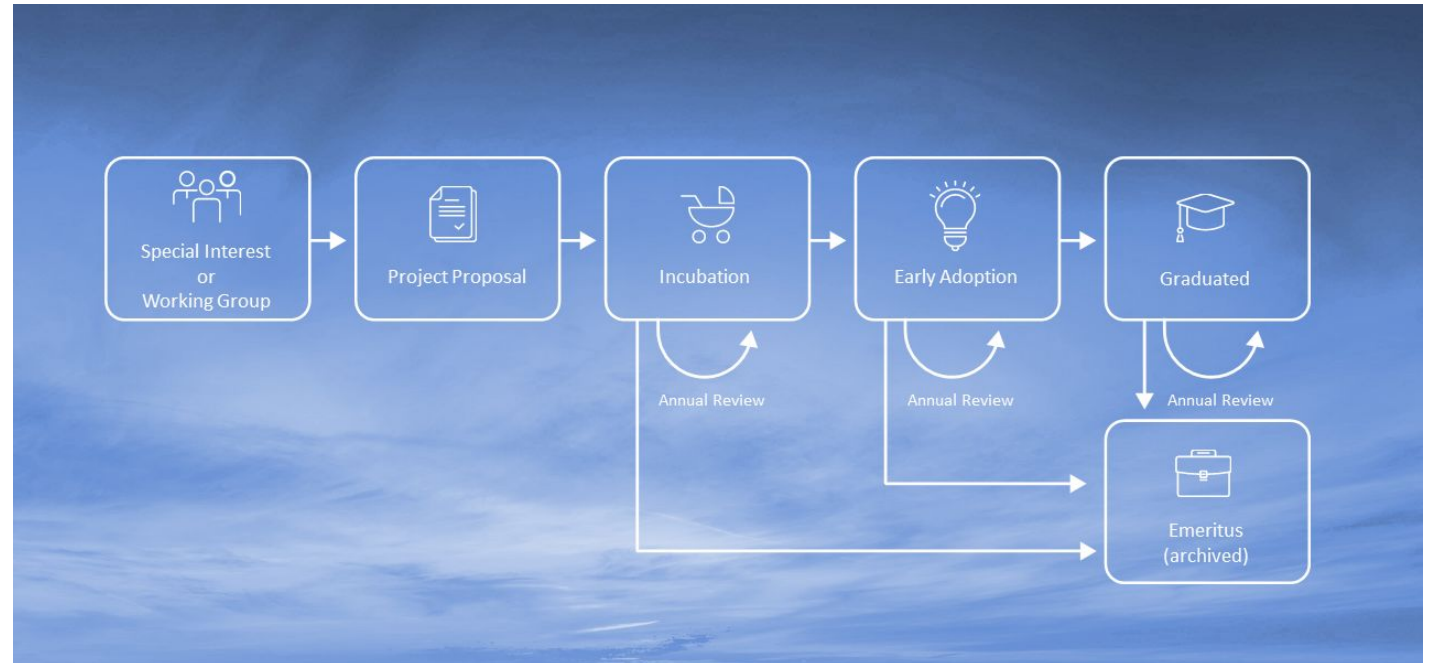 Special Interest
or
Working Group
Project Proposal
Incubation
Early Adoption
Graduated
Annual Review
Annual Review
Annual Review
Emeritus
(archived)